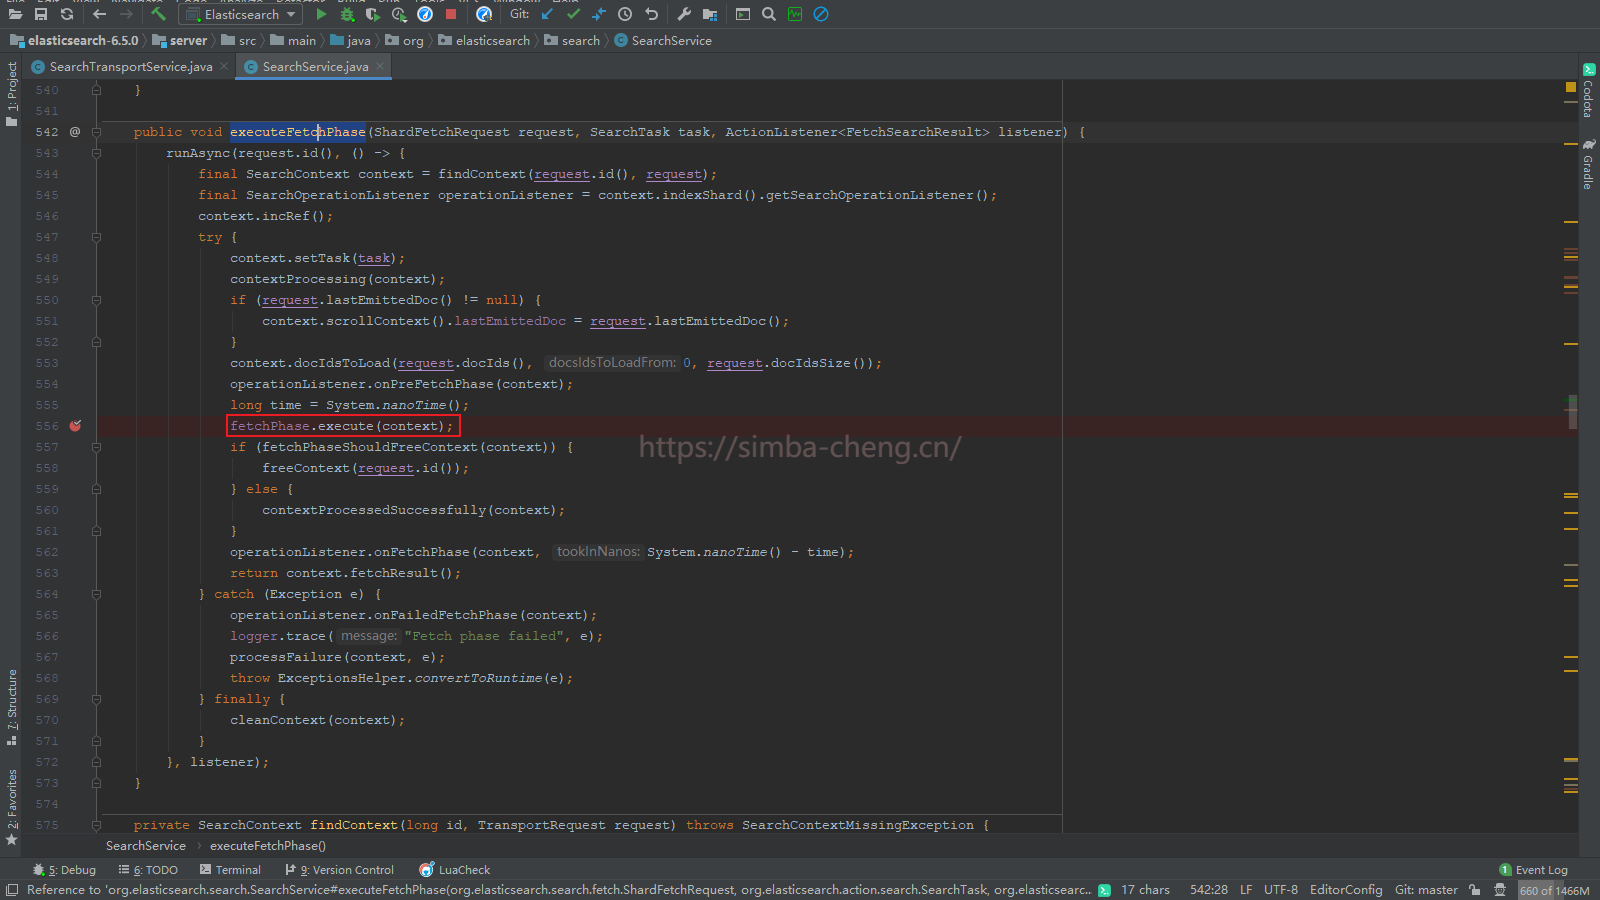 Elasticsearch
Git:
elasticsearch-6.5.0 server src main java org elasticsearch search SearchService
SearchTransportService.java SearchService.java
1: Project
7: Structure
2: Favorites
Codota
Gradle
540 }
541
542 @ public void executeFetchPhase(ShardFetchRequest request, SearchTask task, ActionListener<FetchSearchResult> listener) {
543 runAsync(request.id(), () -> {
544 final SearchContext context = findContext(request.id(), request);
545 final SearchOperationListener operationListener = context.indexShard().getSearchOperationListener();
546 context.incRef();
547 try {
548 context.setTask(task);
549 contextProcessing(context);
550 if (request.lastEmittedDoc() != null) {
551 context.scrollContext().lastEmittedDoc = request.lastEmittedDoc();
552 }
553 context.docIdsToLoad(request.docIds(), docsIdsToLoadFrom: 0, request.docIdsSize());
554 operationListener.onPreFetchPhase(context);
555 long time = System.nanoTime();
556 fetchPhase.execute(context);
557 if (fetchPhaseShouldFreeContext(context)) {
https://simba-cheng.cn/
558 freeContext(request.id());
559 } else {
560 contextProcessedSuccessfully(context);
561 }
562 operationListener.onFetchPhase(context, tookInNanos: System.nanoTime() - time);
563 return context.fetchResult();
564 } catch (Exception e) {
565 operationListener.onFailedFetchPhase(context);
566 logger.trace( message: "Fetch phase failed", e);
567 processFailure(context, e);
568 throw ExceptionsHelper.convertToRuntime(e);
569 } finally {
570 cleanContext(context);
571 }
572 }, listener);
573 }
574
575 private SearchContext findContext(long id, TransportRequest request) throws SearchContextMissingException {
SearchService executeFetchPhase()
5: Debug 6: TODO Terminal 9: Version Control LuaCheck 1 Event Log
Reference to 'org.elasticsearch.search.SearchService#executeFetchPhase(org.elasticsearch.search.fetch.ShardFetchRequest, org.elasticsearch.action.search.SearchTask, org.elasticsearc... 17 chars 542:28 LF UTF-8 EditorConfig Git: master 660 of 1466M